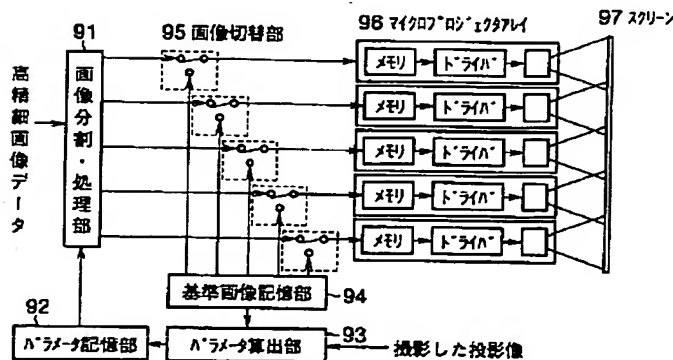 91
95 画像切替部
96 マイクロプロジェクタアレイ
97 スクリーン
高精細画像データ
画像分割・処理部
メモリ
ドライバ
メモリ
ドライバ
メモリ
ドライバ
メモリ
ドライバ
メモリ
ドライバ
基準画像記憶部
94
92
93
パラメータ記憶部
パラメータ算出部
撮影した投影像